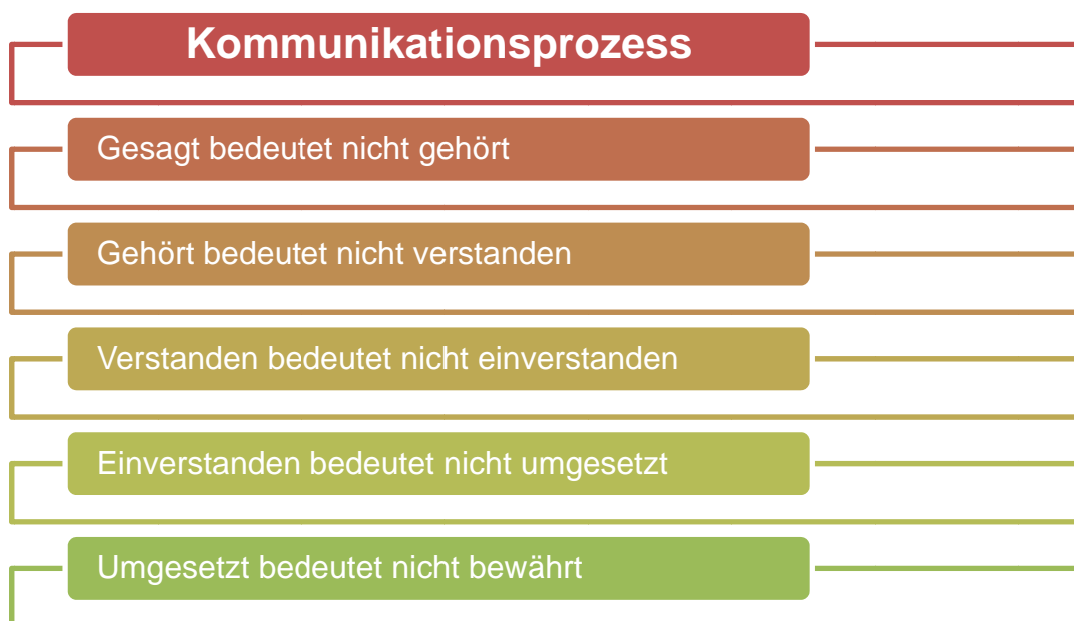 Kommunikationsprozess
Gesagt bedeutet nicht gehört
Gehört bedeutet nicht verstanden
Verstanden bedeutet nicht einverstanden
Einverstanden bedeutet nicht umgesetzt
Umgesetzt bedeutet nicht bewährt